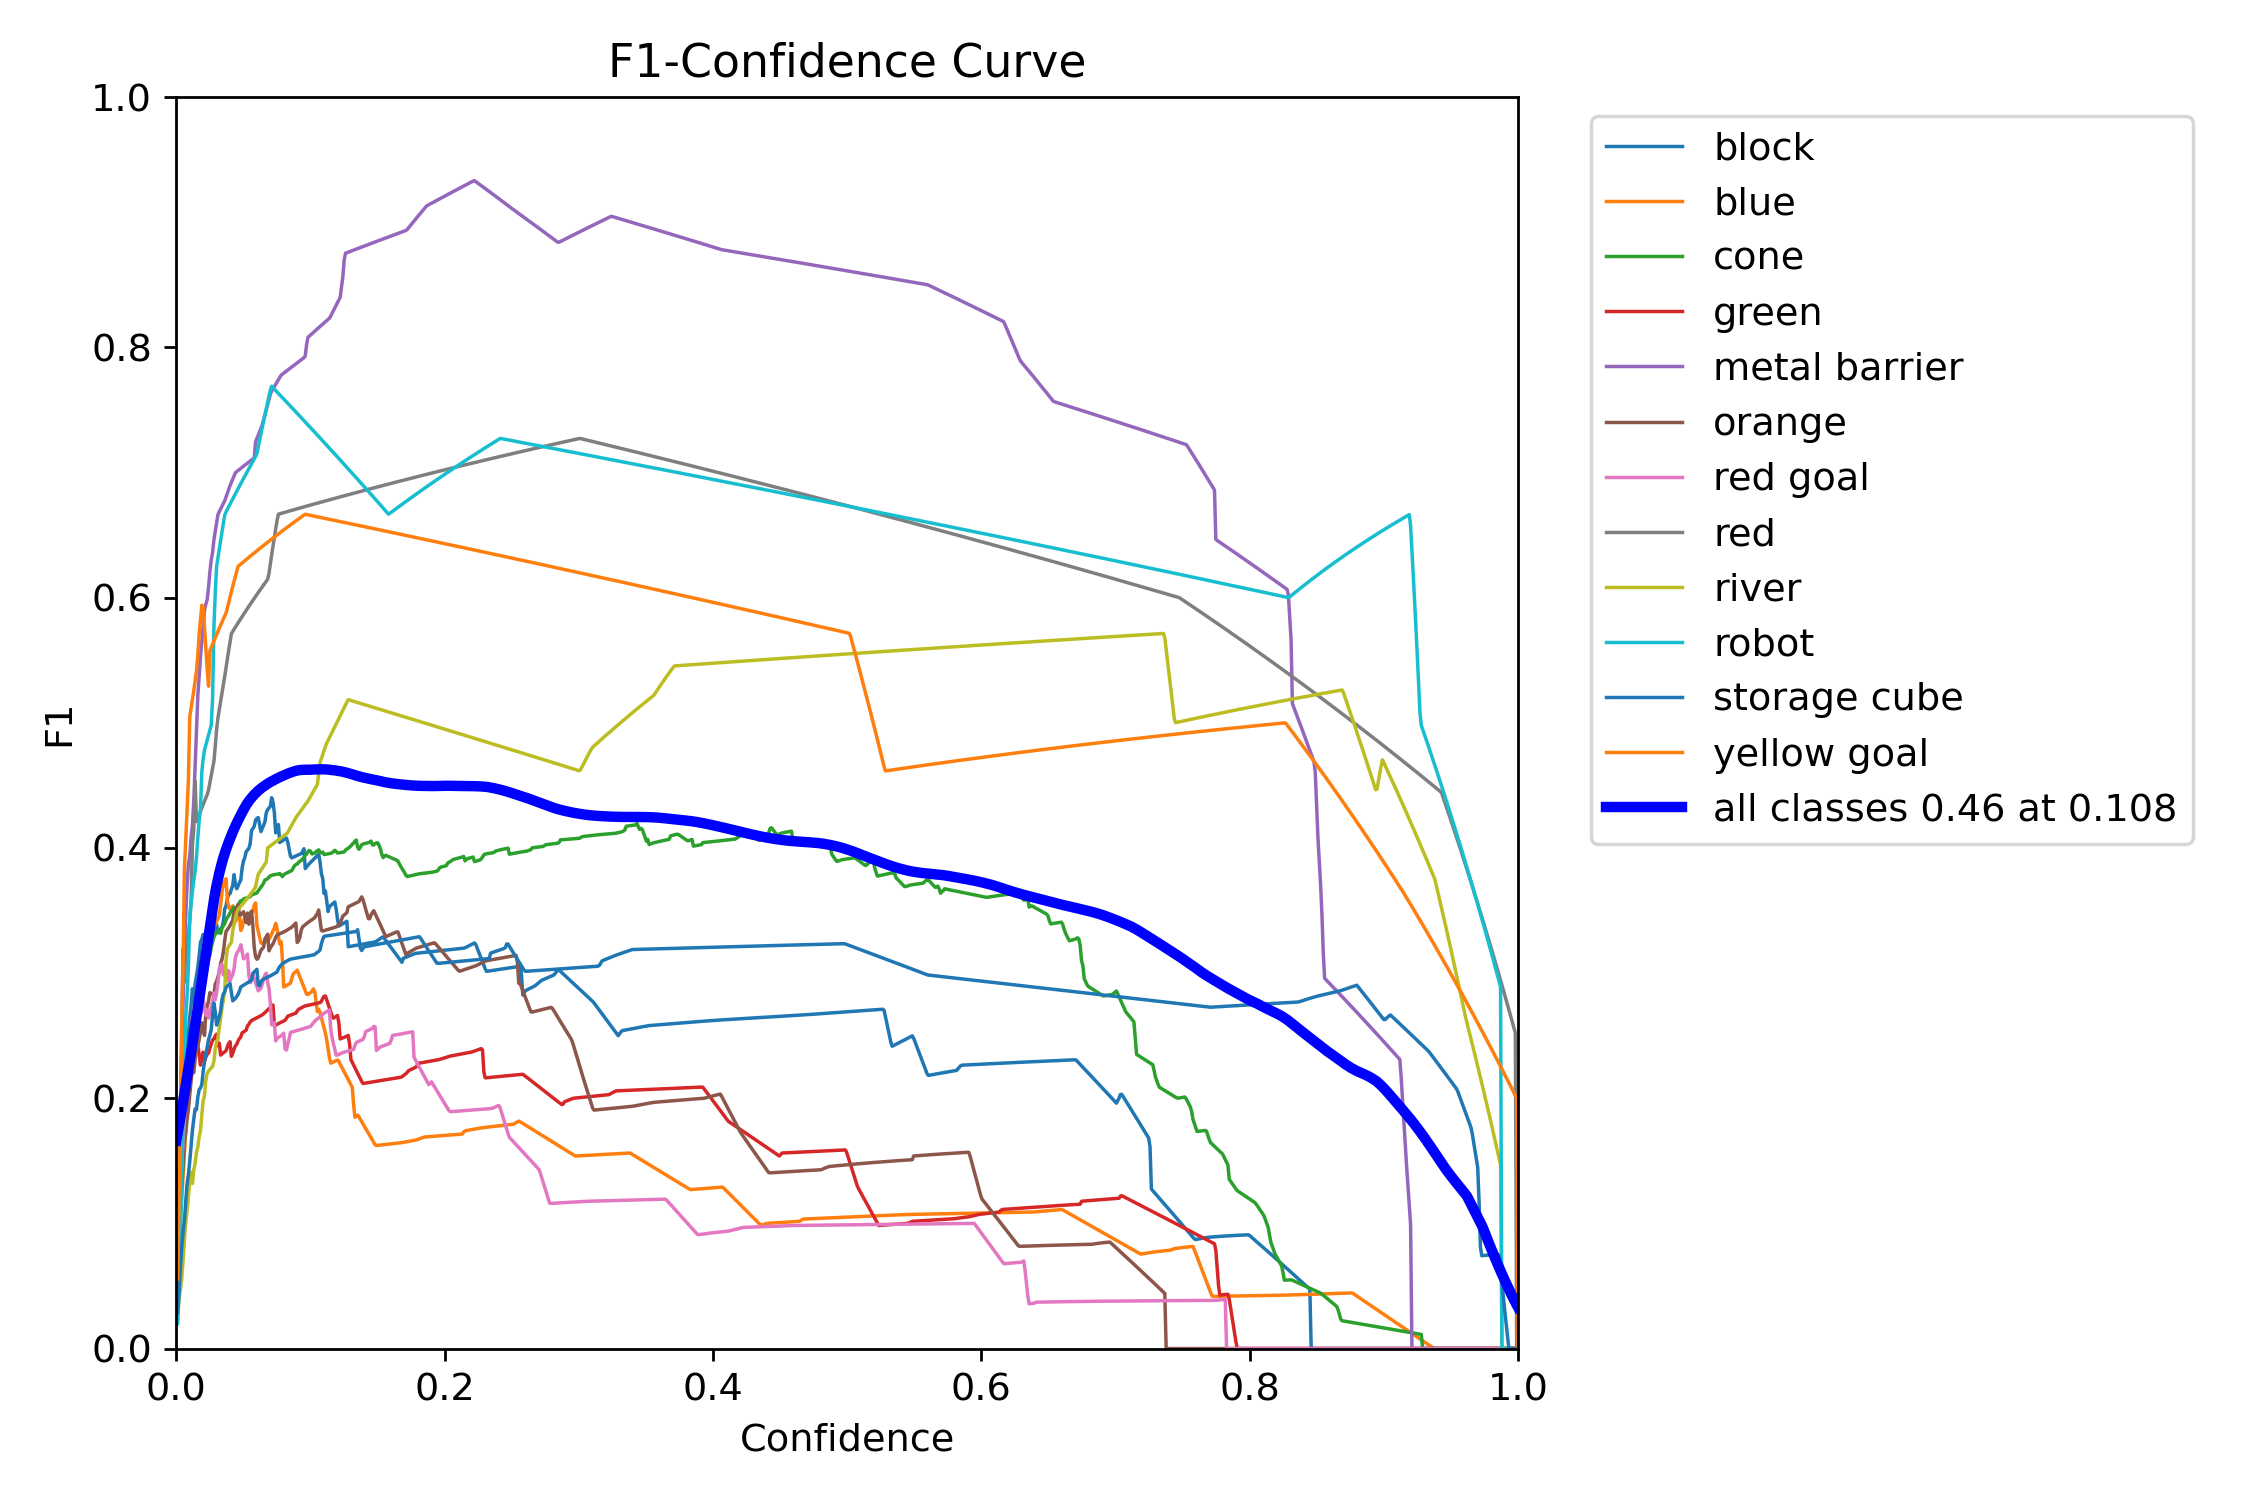 F1-Confidence Curve
1.0
0.8
0.6
0.4
0.2
0.0
F1
0.0 0.2 0.4 0.6 0.8 1.0
Confidence
block
blue
cone
green
metal barrier
orange
red goal
red
river
robot
storage cube
yellow goal
all classes 0.46 at 0.108